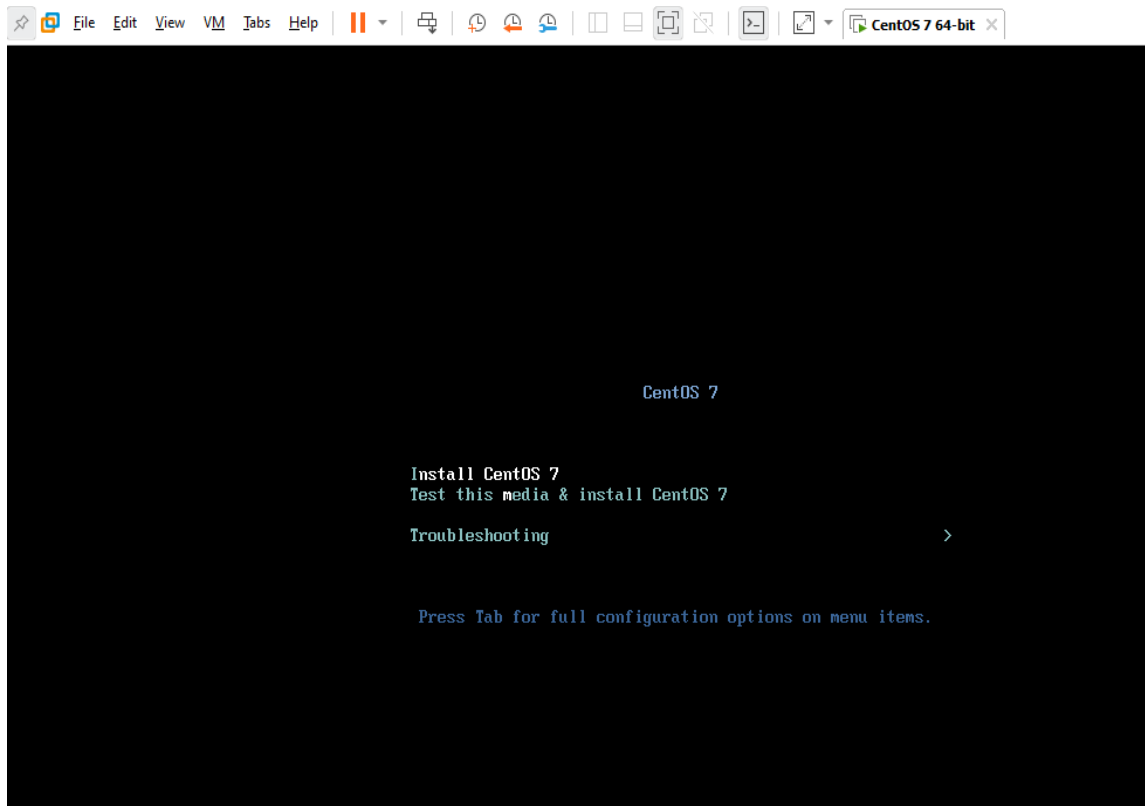 File Edit View VM Tabs Help CentOS 7 64-bit
CentOS 7
Install CentOS 7
Test this media & install CentOS 7
Troubleshooting >
Press Tab for full configuration options on menu items.